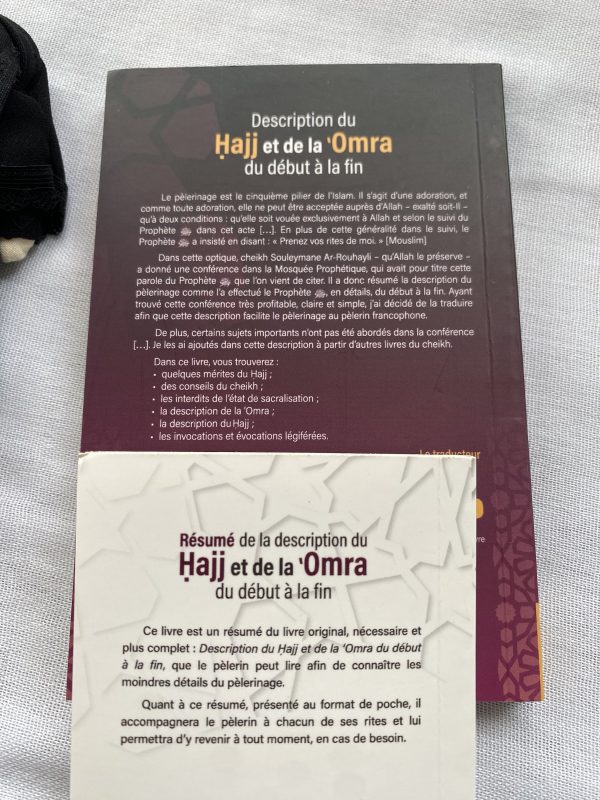 Description du
Ḥajj et de la ‘Omra
du début à la fin
Le pèlerinage est le cinquième pilier de l'Islam. Il s'agit d'une adoration, et
comme toute adoration, elle ne peut être acceptée auprès d'Allah – exalté soit-Il –
qu'à deux conditions : qu'elle soit vouée exclusivement à Allah et selon le suivi du
Prophète ﷺ dans cet acte [...]. En plus de cette généralité dans le suivi, le
Prophète ﷺ a insisté en disant : « Prenez vos rites de moi. » [Mouslim]
Dans cette optique, cheikh Souleymane Ar-Rouhayli – qu'Allah le préserve –
a donné une conférence dans la Mosquée Prophétique, qui avait pour titre cette
parole du Prophète ﷺ que l'on vient de citer. Il a donc résumé la description du
pèlerinage comme l'a effectué le Prophète ﷺ, en détails, du début à la fin. Ayant
trouvé cette conférence très profitable, claire et simple, j'ai décidé de la traduire
afin que cette description facilite le pèlerinage au pèlerin francophone.
De plus, certains sujets importants n'ont pas été abordés dans la conférence
[...]. Je les ai ajoutés dans cette description à partir d'autres livres du cheikh.
Dans ce livre, vous trouverez :
• quelques mérites du Ḥajj ;
• des conseils du cheikh ;
• les interdits de l'état de sacralisation ;
• la description de la ‘Omra ;
• la description du Ḥajj ;
• les invocations et évocations légiférées.
Le traducteur
Résumé de la description du
Ḥajj et de la ‘Omra
du début à la fin
Ce livre est un résumé du livre original, nécessaire et
plus complet : Description du Ḥajj et de la ‘Omra du début
à la fin, que le pèlerin peut lire afin de connaître les
moindres détails du pèlerinage.
Quant à ce résumé, présenté au format de poche, il
accompagnera le pèlerin à chacun de ses rites et lui
permettra d'y revenir à tout moment, en cas de besoin.